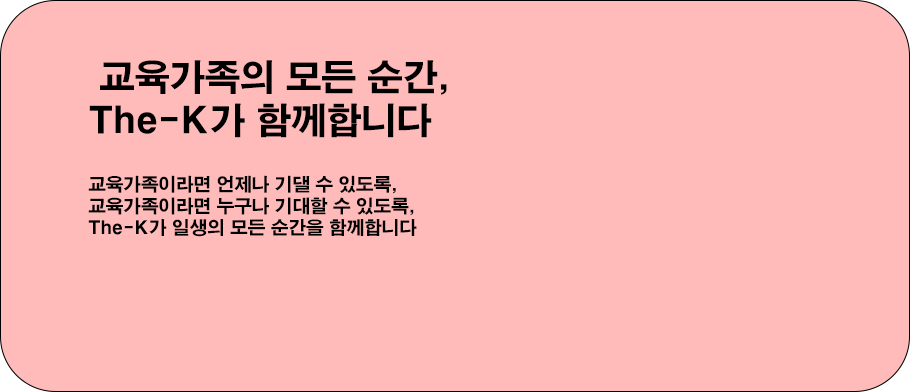 교육가족의 모든 순간,
The-K가 함께합니다
교육가족이라면 언제나 기댈 수 있도록,
교육가족이라면 누구나 기대할 수 있도록,
The-K가 일생의 모든 순간을 함께합니다